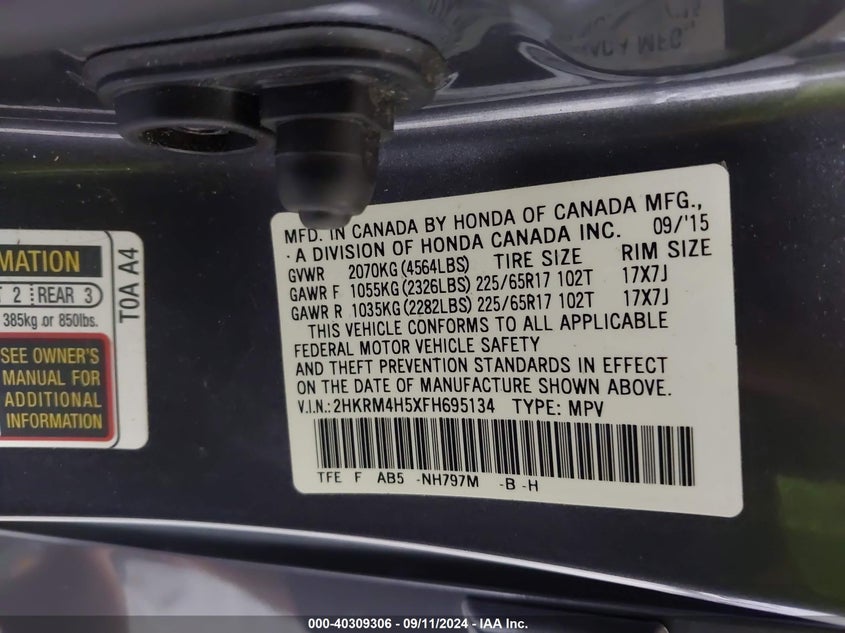 MFD. IN CANADA BY HONDA OF CANADA MFG.,
A DIVISION OF HONDA CANADA INC. 09/'15
GVWR 2070KG (4564LBS) TIRE SIZE RIM SIZE
GAWR F 1055KG (2326LBS) 225/65R17 102T 17X7J
GAWR R 1035KG (2282LBS) 225/65R17 102T 17X7J
THIS VEHICLE CONFORMS TO ALL APPLICABLE
FEDERAL MOTOR VEHICLE SAFETY
AND THEFT PREVENTION STANDARDS IN EFFECT
ON THE DATE OF MANUFACTURE SHOWN ABOVE.
V.I.N.: 2HKRM4H5XFH695134 TYPE: MPV
TFE F AB5 -NH797M -B -H
MATION
2 REAR 3
385kg or 850lbs.
SEE OWNER'S
MANUAL FOR
ADDITIONAL
INFORMATION
T0A A4
000-40309306 - 09/11/2024 - IAA Inc.